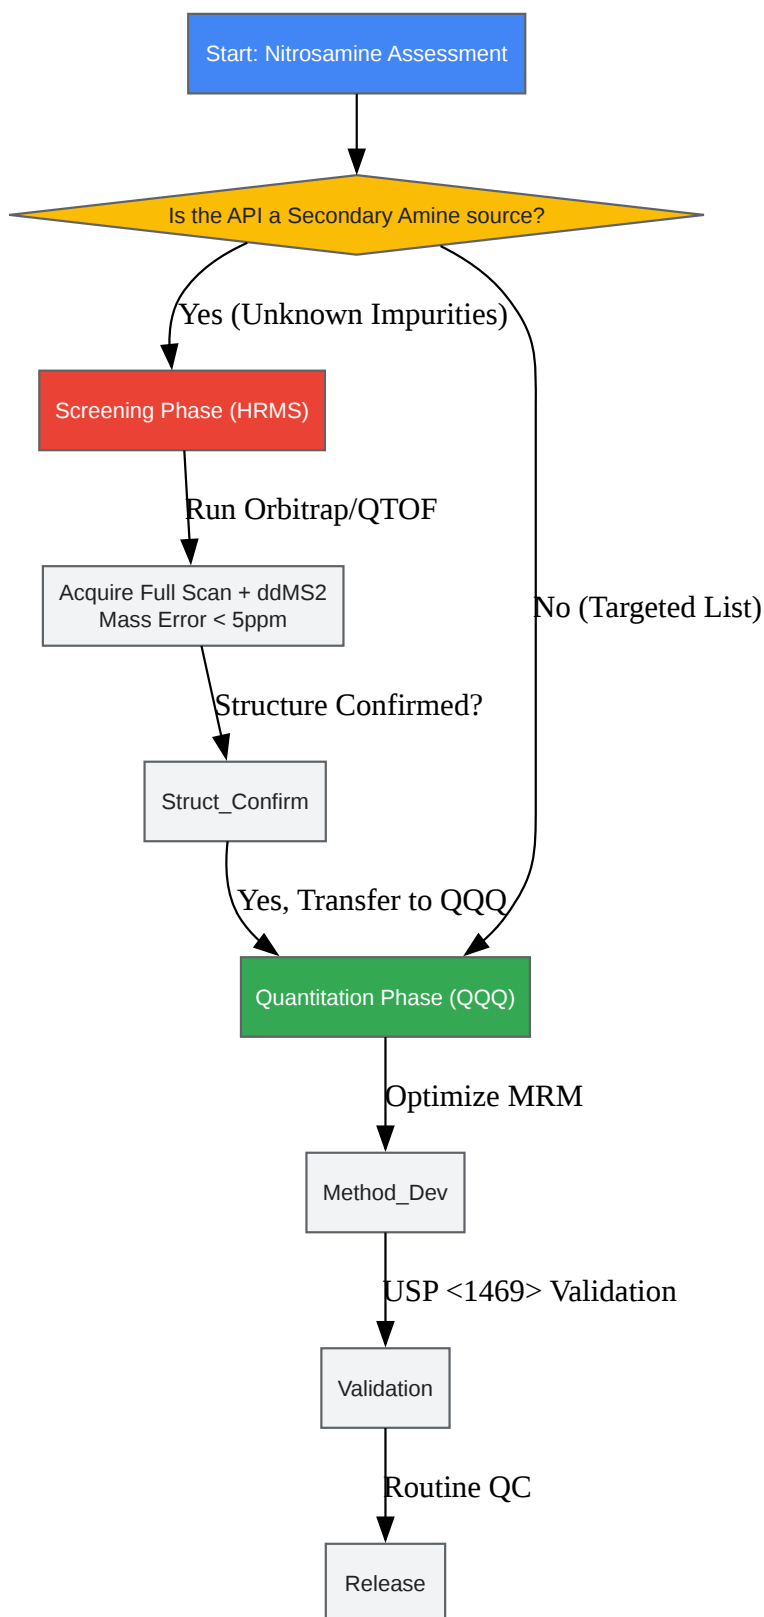 Start: Nitrosamine Assessment
Is the API a Secondary Amine source?
Yes (Unknown Impurities)
Screening Phase (HRMS)
Run Orbitrap/QTOF
Acquire Full Scan + ddMS2
Mass Error < 5ppm
No (Targeted List)
Structure Confirmed?
Struct_Confirm
Yes, Transfer to QQQ
Quantitation Phase (QQQ)
Optimize MRM
Method_Dev
USP <1469> Validation
Validation
Routine QC
Release